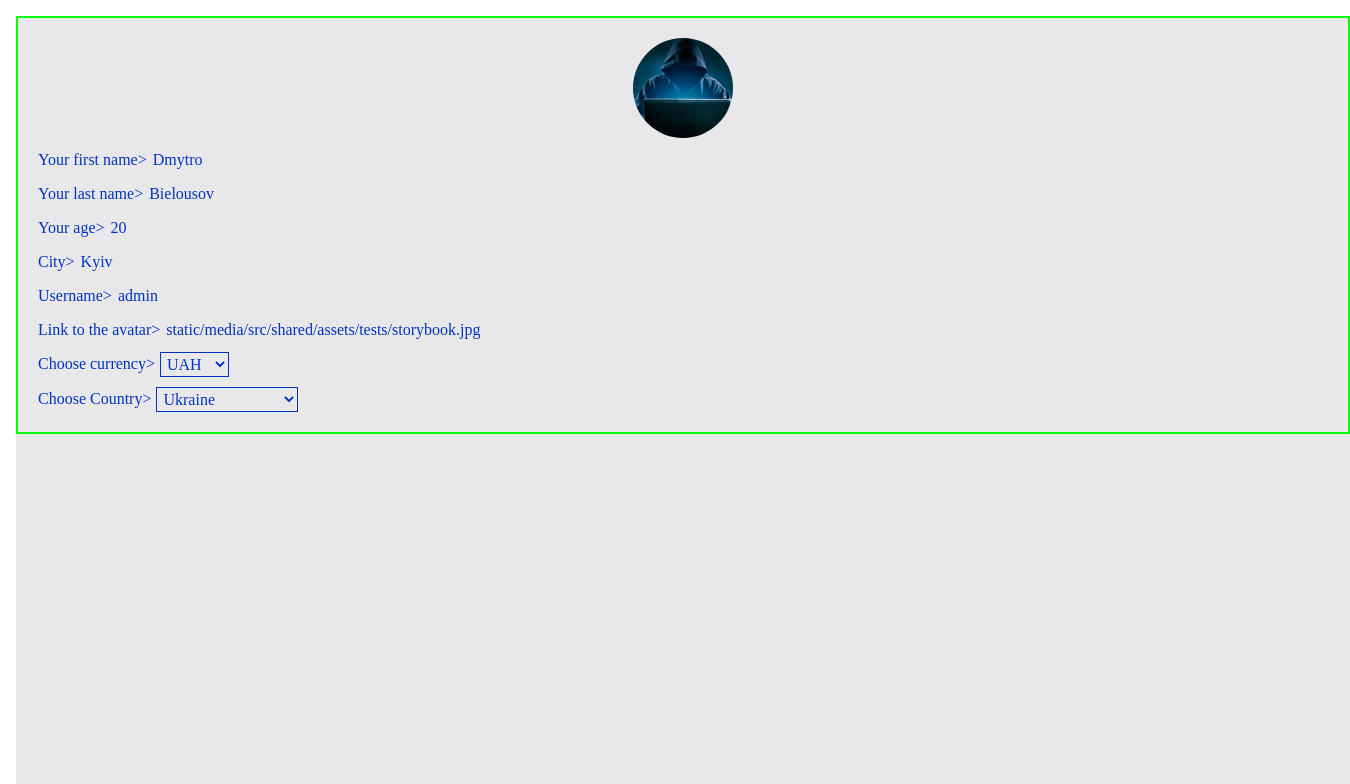 Your first name> Dmytro
Your last name> Bielousov
Your age> 20
City> Kyiv
Username> admin
Link to the avatar> static/media/src/shared/assets/tests/storybook.jpg
Choose currency> UAH
Choose Country> Ukraine